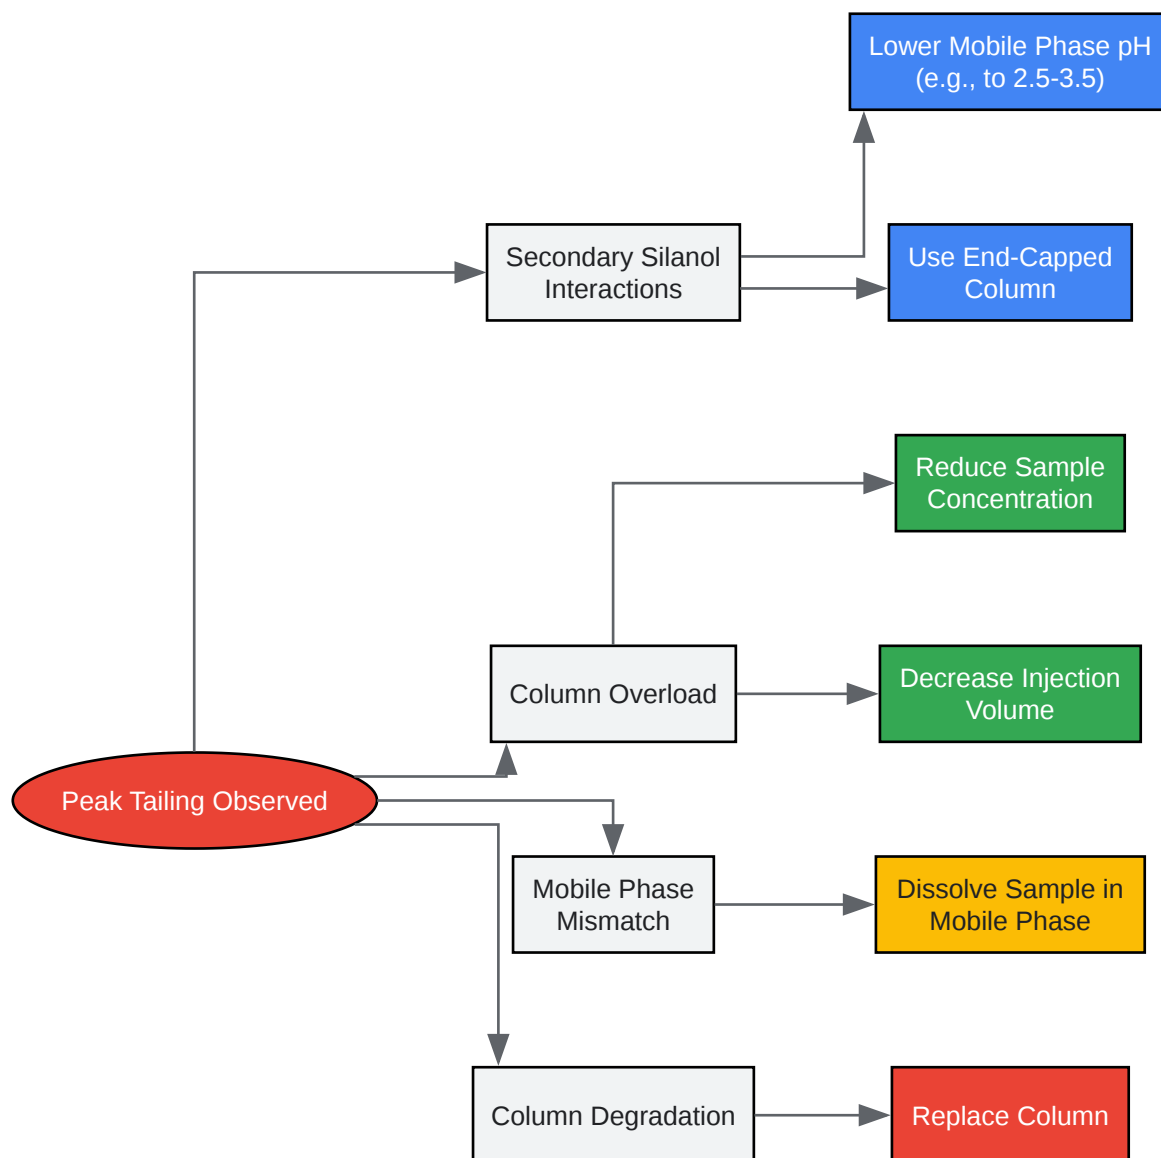 Lower Mobile Phase pH
(e.g., to 2.5-3.5)
Secondary Silanol
Interactions
Use End-Capped
Column
Reduce Sample
Concentration
Column Overload
Decrease Injection
Volume
Peak Tailing Observed
Mobile Phase
Mismatch
Dissolve Sample in
Mobile Phase
Column Degradation
Replace Column